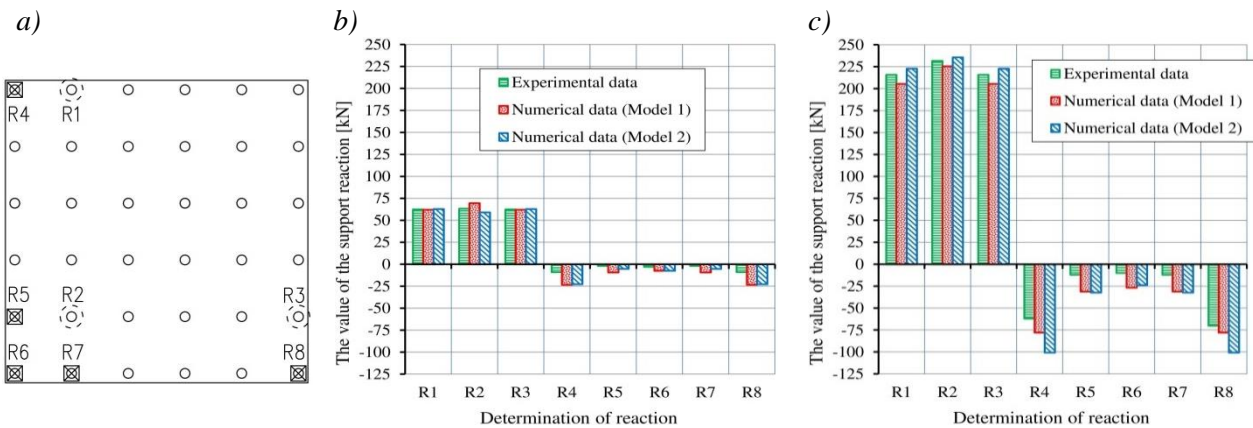 a)
R4 R1
R5 R2 R3
R6 R7 R8
b)
The value of the support reaction [kN]
250
225
200
175
150
125
100
75
50
25
0
-25
-50
-75
-100
-125
Experimental data
Numerical data (Model 1)
Numerical data (Model 2)
R1 R2 R3 R4 R5 R6 R7 R8
Determination of reaction
c)
The value of the support reaction [kN]
250
225
200
175
150
125
100
75
50
25
0
-25
-50
-75
-100
-125
Experimental data
Numerical data (Model 1)
Numerical data (Model 2)
R1 R2 R3 R4 R5 R6 R7 R8
Determination of reaction